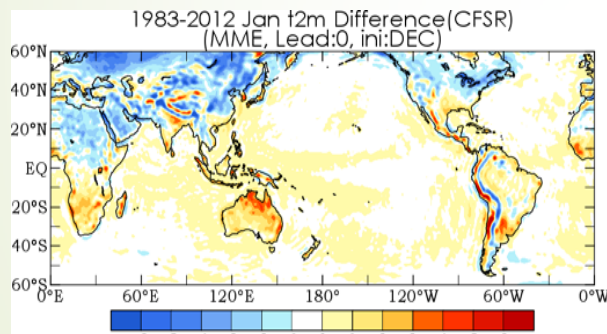 1983-2012 Jan t2m Difference(CFSR)
(MME, Lead:0, ini:DEC)
60°N
40°N
20°N
EQ
20°S
40°S
60°S
0°E 60°E 120°E 180° 120°W 60°W 0°W